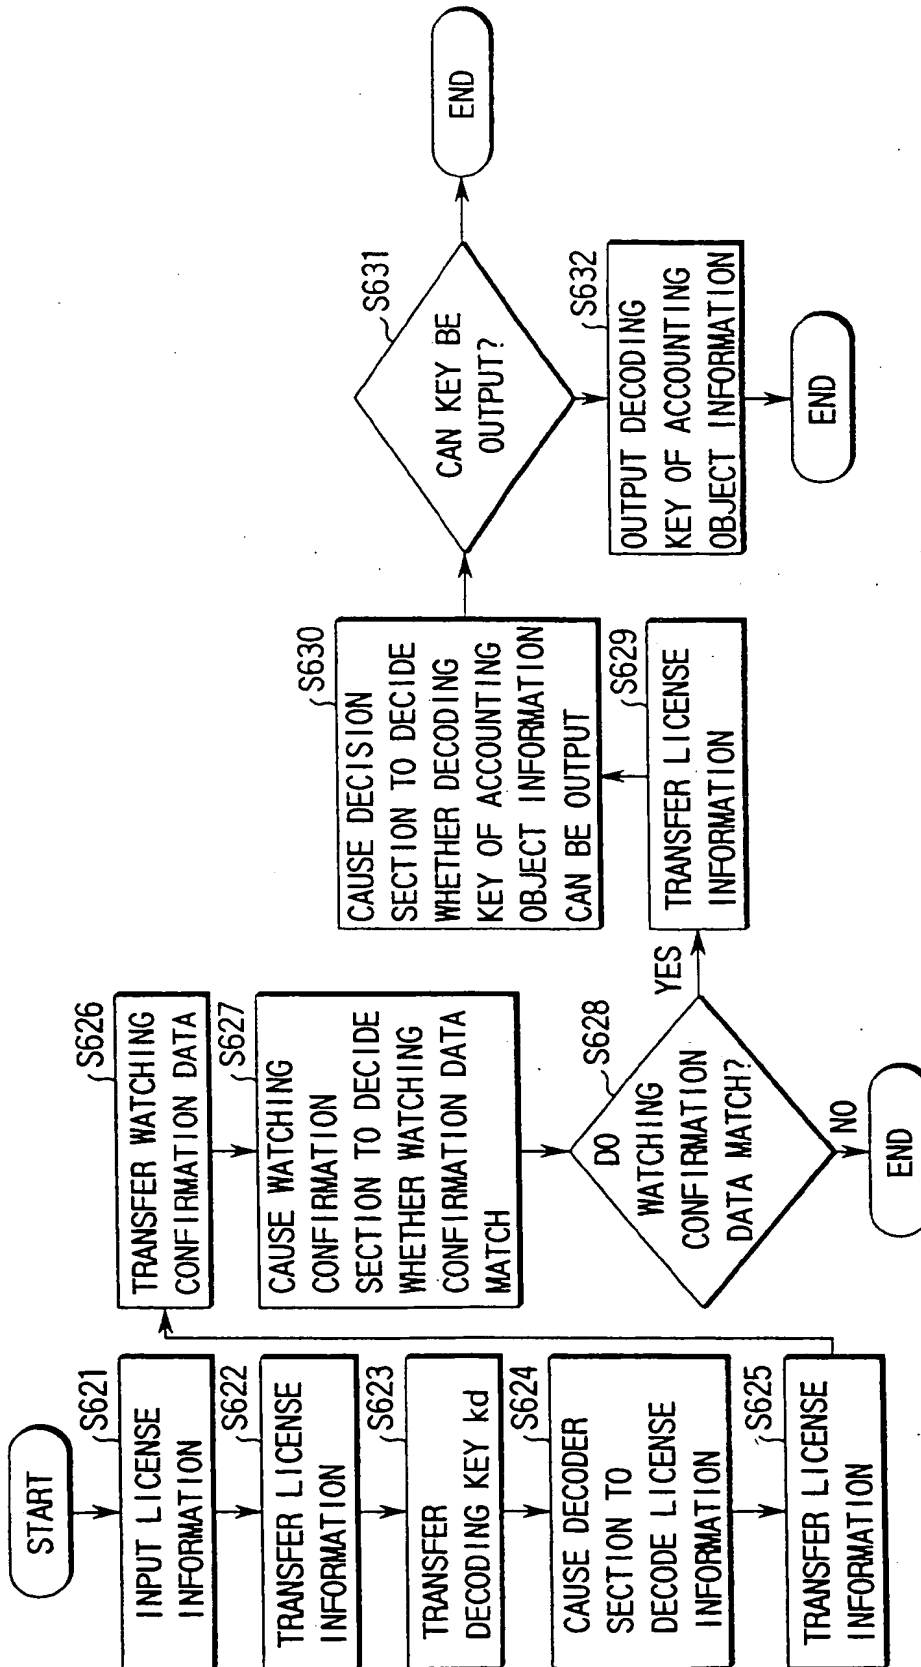 START
S621
INPUT LICENSE
INFORMATION
S622
TRANSFER LICENSE
INFORMATION
S623
TRANSFER
DECODING KEY kd
S624
CAUSE DECODER
SECTION TO
DECODE LICENSE
INFORMATION
S625
TRANSFER LICENSE
INFORMATION
S626
TRANSFER WATCHING
CONFIRMATION DATA
S627
CAUSE WATCHING
CONFIRMATION
SECTION TO DECIDE
WHETHER WATCHING
CONFIRMATION DATA
MATCH
S628
DO
WATCHING
CONFIRMATION
DATA MATCH?
NO
END
YES
S629
TRANSFER LICENSE
INFORMATION
S630
CAUSE DECISION
SECTION TO DECIDE
WHETHER DECODING
KEY OF ACCOUNTING
OBJECT INFORMATION
CAN BE OUTPUT
S631
CAN KEY BE
OUTPUT?
END
S632
OUTPUT DECODING
KEY OF ACCOUNTING
OBJECT INFORMATION
END